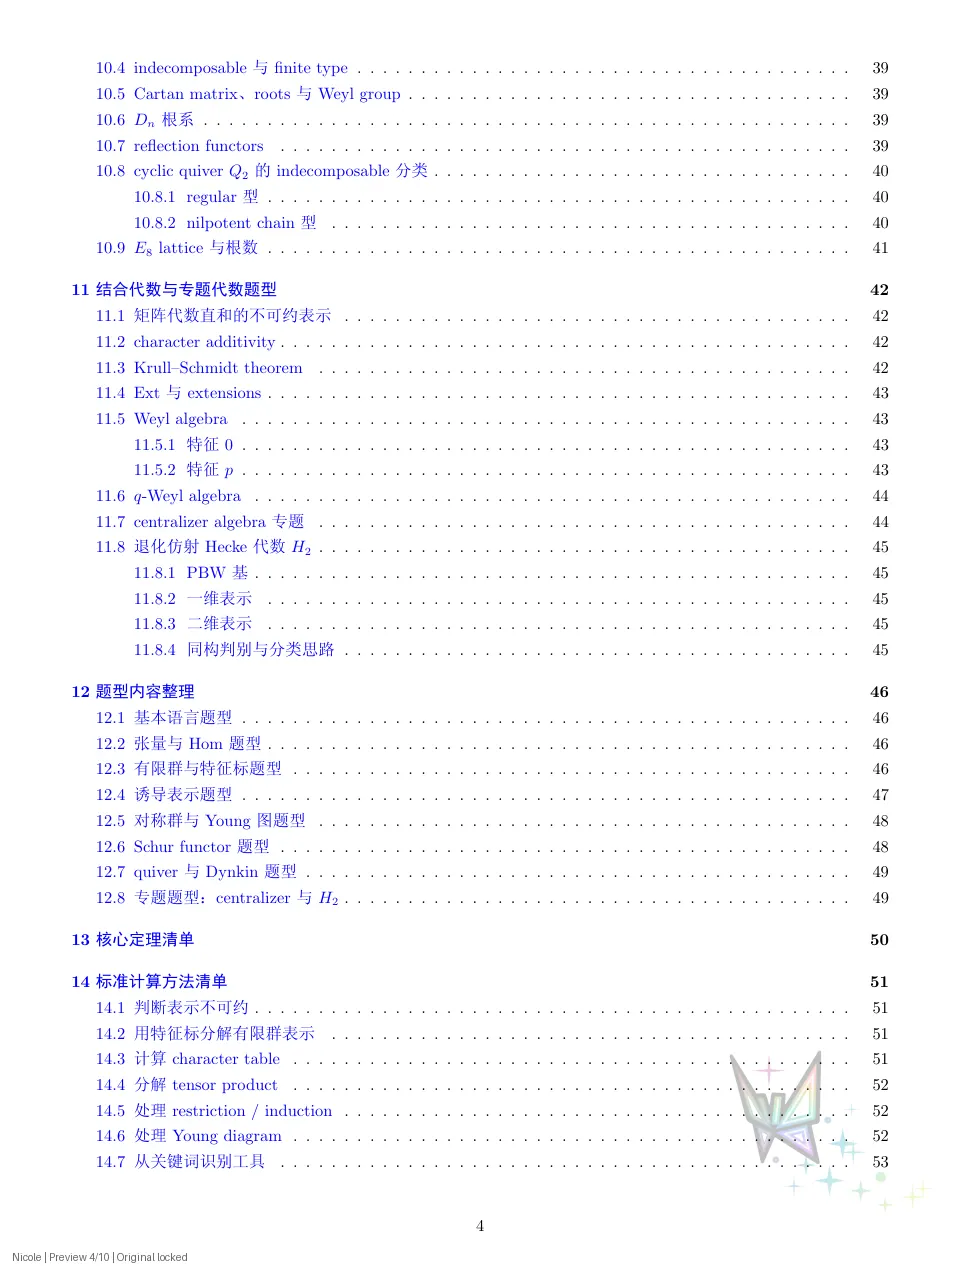 10.4 indecomposable 与 finite type 39
10.5 Cartan matrix、roots 与 Weyl group 39
10.6 Dn 根系 39
10.7 reflection functors 39
10.8 cyclic quiver Q2 的 indecomposable 分类 40
10.8.1 regular 型 40
10.8.2 nilpotent chain 型 40
10.9 E8 lattice 与根数 41
11 结合代数与专题代数题型 42
11.1 矩阵代数直和的不可约表示 42
11.2 character additivity 42
11.3 Krull–Schmidt theorem 42
11.4 Ext 与 extensions 43
11.5 Weyl algebra 43
11.5.1 特征 0 43
11.5.2 特征 p 43
11.6 q-Weyl algebra 44
11.7 centralizer algebra 专题 44
11.8 退化仿射 Hecke 代数 H2 45
11.8.1 PBW 基 45
11.8.2 一维表示 45
11.8.3 二维表示 45
11.8.4 同构判别与分类思路 45
12 题型内容整理 46
12.1 基本语言题型 46
12.2 张量与 Hom 题型 46
12.3 有限群与特征标题型 46
12.4 诱导表示题型 47
12.5 对称群与 Young 图题型 48
12.6 Schur functor 题型 48
12.7 quiver 与 Dynkin 题型 49
12.8 专题题型：centralizer 与 H2 49
13 核心定理清单 50
14 标准计算方法清单 51
14.1 判断表示不可约 51
14.2 用特征标分解有限群表示 51
14.3 计算 character table 51
14.4 分解 tensor product 52
14.5 处理 restriction / induction 52
14.6 处理 Young diagram 52
14.7 从关键词识别工具 53
4
Nicole | Preview 4/10 | Original locked